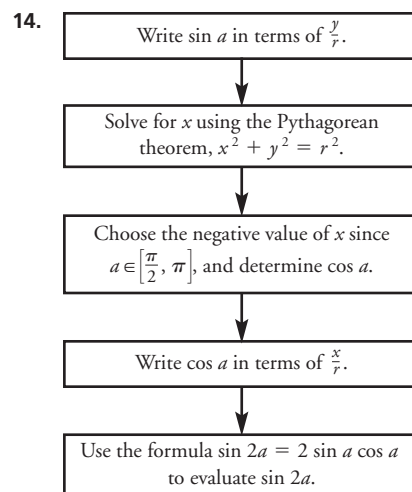 14.
Write sin a in terms of y/r.
Solve for x using the Pythagorean
theorem, x² + y² = r².
Choose the negative value of x since
a ∈ [π/2, π], and determine cos a.
Write cos a in terms of x/r.
Use the formula sin 2a = 2 sin a cos a
to evaluate sin 2a.